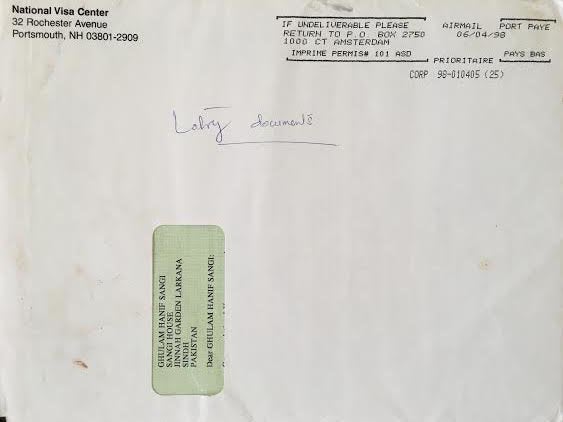 National Visa Center
32 Rochester Avenue
Portsmouth, NH 03801-2909
IF UNDELIVERABLE PLEASE
RETURN TO P.O. BOX 2750
1000 CT AMSTERDAM
IMPRIME PERMIS# 101 ASD
AIRMAIL PORT PAYE
06/04/98
PAYS BAS
PRIORITAIRE
CORP 98-010405 (25)
documents
GHULAM HANIF SANGI
SANGI HOUSE
JINNAH GARDEN LARKANA
SINDH
PAKISTAN
Dear GHULAM HANIF SANGI: